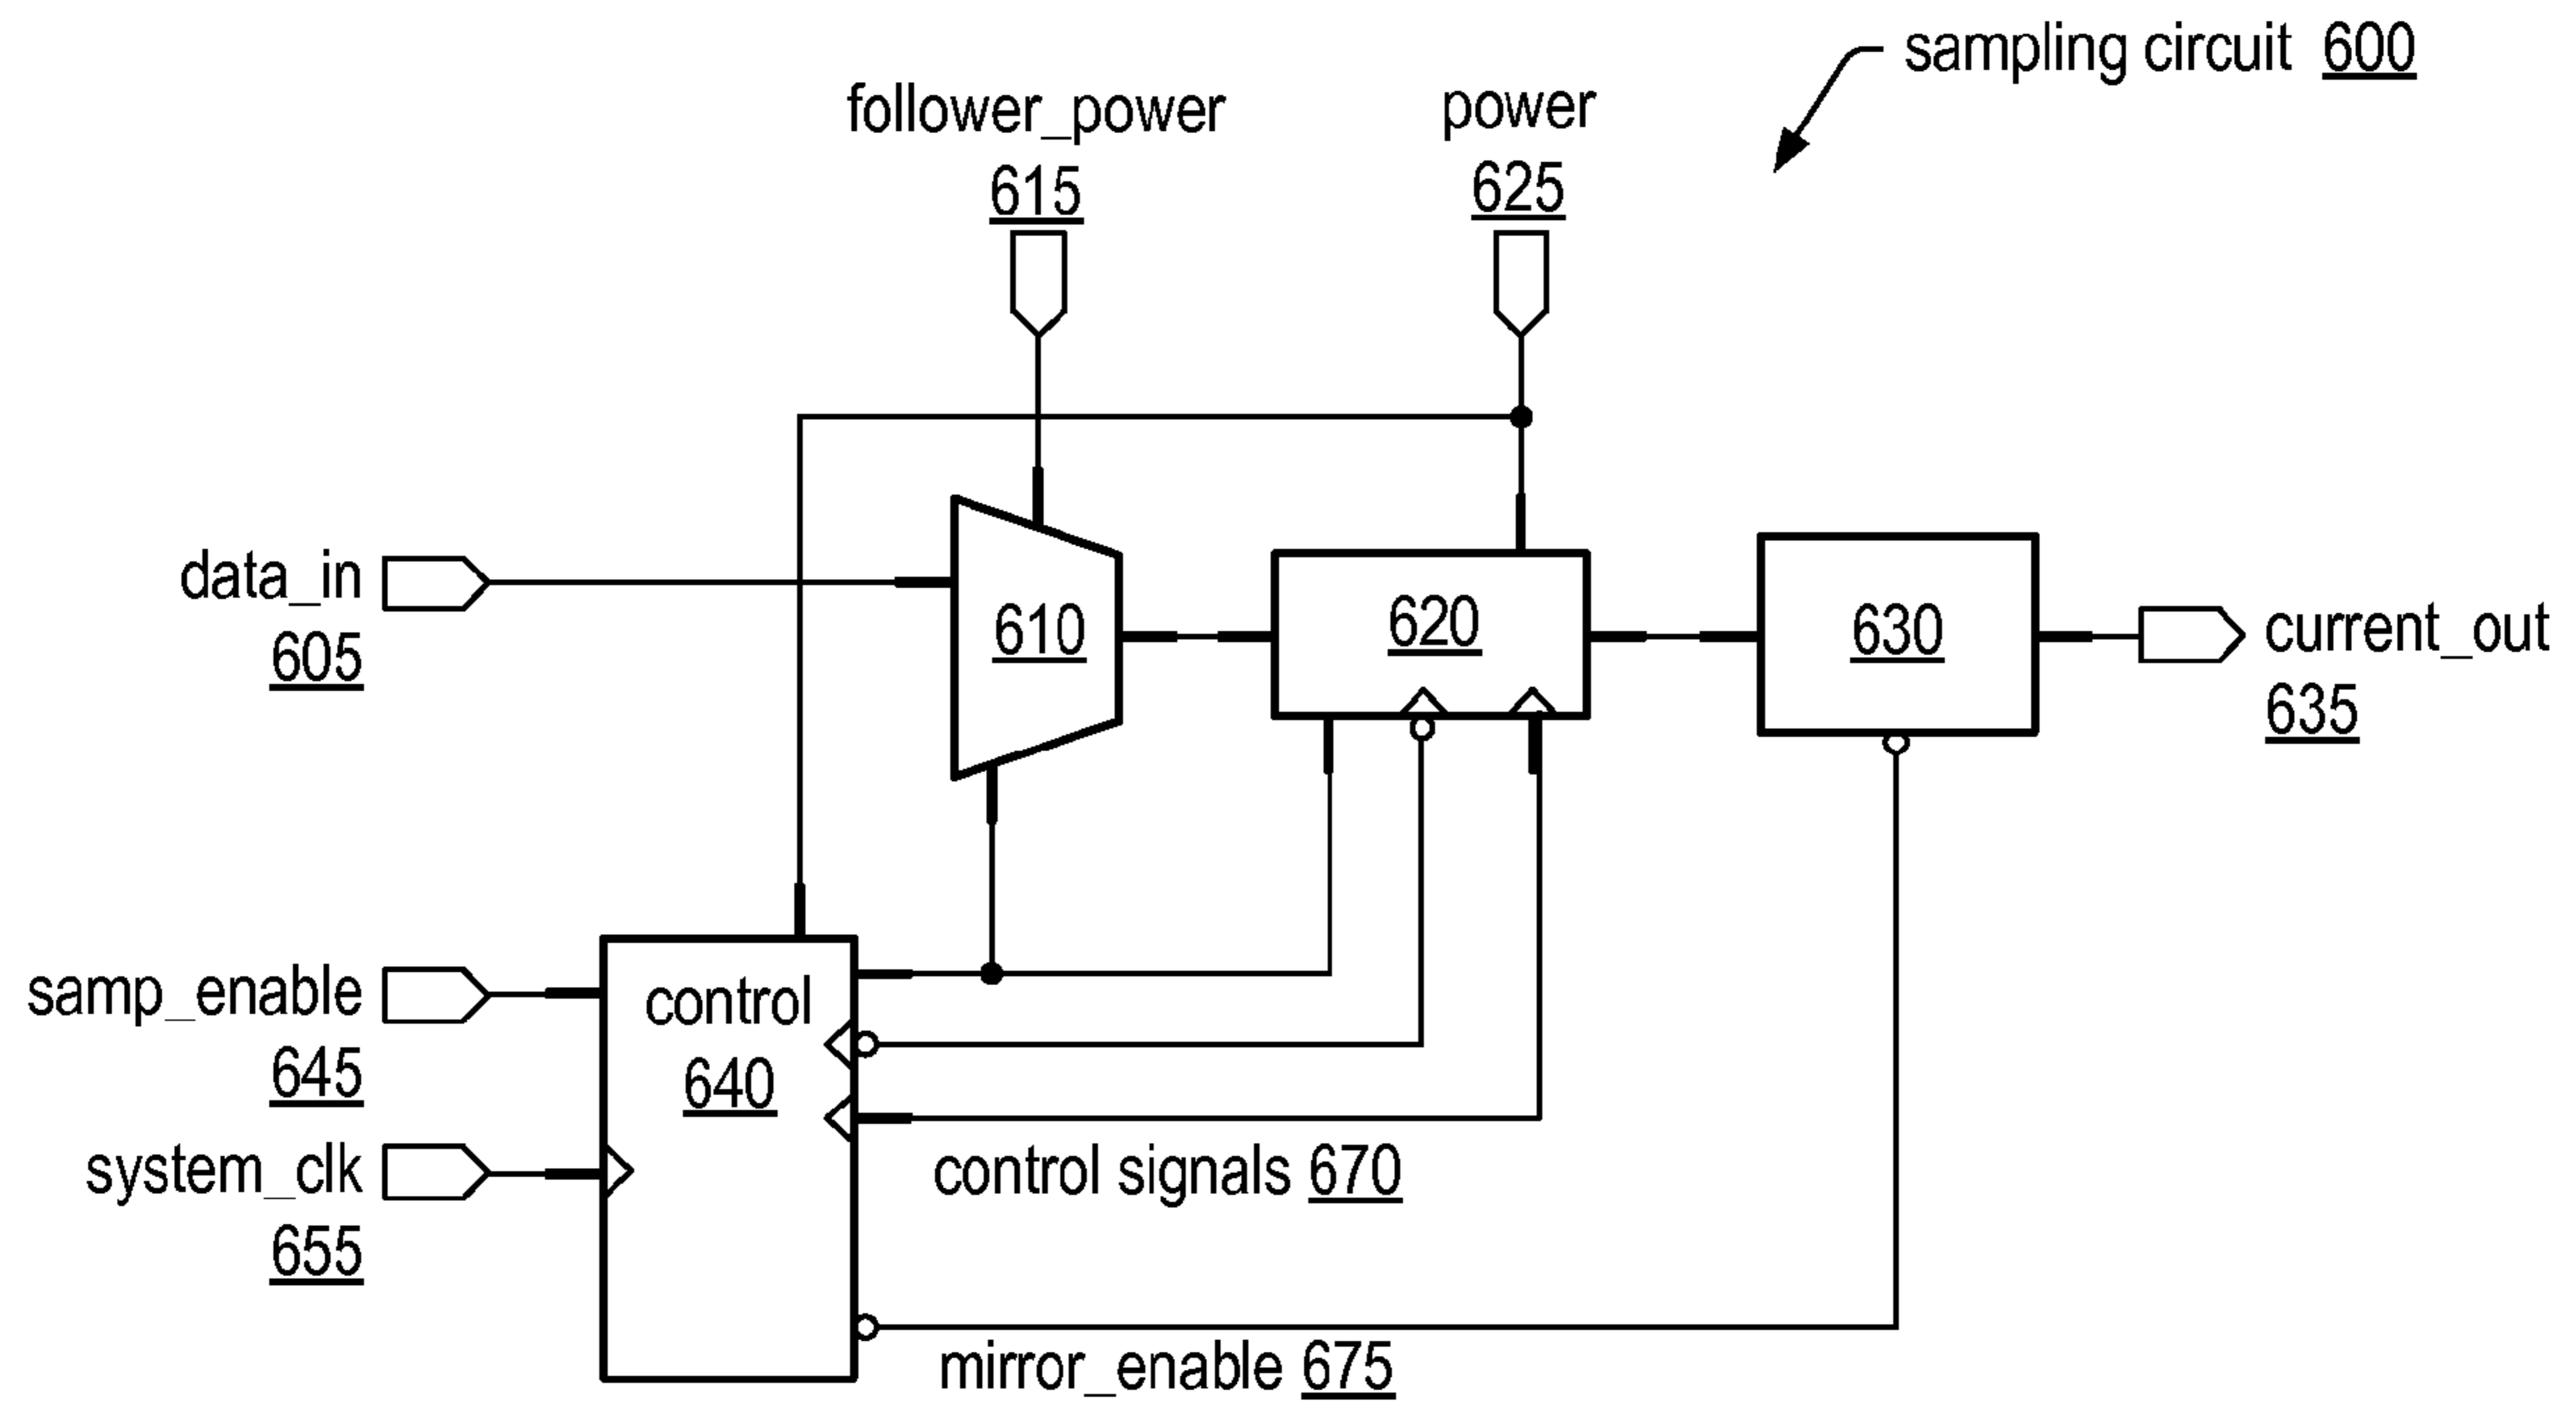 sampling circuit 600
follower_power
615
power
625
data_in
605
610
620
630
current_out
635
samp_enable
645
control
640
system_clk
655
control signals 670
mirror_enable 675